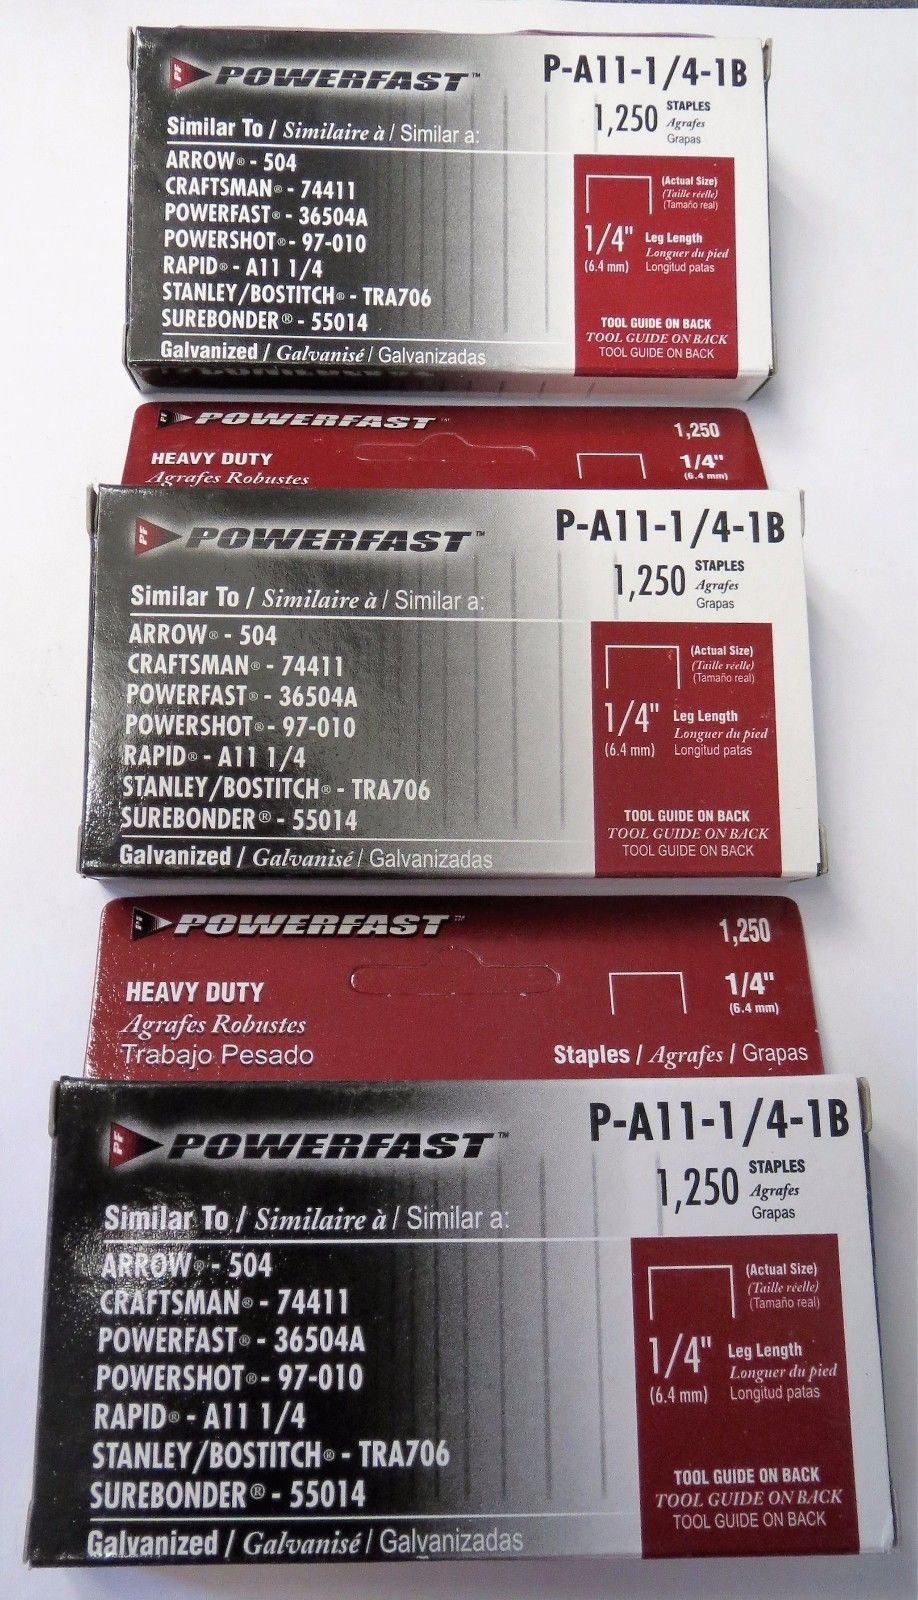 PF POWERFAST™
P-A11-1/4-1B
1,250 STAPLES
Agrafes
Grapas
Similar To / Similaire à / Similar a:
ARROW® - 504
CRAFTSMAN® - 74411
POWERFAST® - 36504A
POWERSHOT® - 97-010
RAPID® - A11 1/4
STANLEY/BOSTITCH® - TRA706
SUREBONDER® - 55014
Galvanized / Galvanisé / Galvanizadas
(Actual Size)
(Taille réelle)
(Tamaño real)
1/4" Leg Length
(6.4 mm) Longuer du pied
Longitud patas
TOOL GUIDE ON BACK
TOOL GUIDE ON BACK
TOOL GUIDE ON BACK
PF POWERFAST™
1,250
HEAVY DUTY
Agrafes Robustes
1/4"
(6.4 mm)
PF POWERFAST™
P-A11-1/4-1B
1,250 STAPLES
Agrafes
Grapas
Similar To / Similaire à / Similar a:
ARROW® - 504
CRAFTSMAN® - 74411
POWERFAST® - 36504A
POWERSHOT® - 97-010
RAPID® - A11 1/4
STANLEY/BOSTITCH® - TRA706
SUREBONDER® - 55014
Galvanized / Galvanisé / Galvanizadas
(Actual Size)
(Taille réelle)
(Tamaño real)
1/4" Leg Length
(6.4 mm) Longuer du pied
Longitud patas
TOOL GUIDE ON BACK
TOOL GUIDE ON BACK
TOOL GUIDE ON BACK
PF POWERFAST™
1,250
HEAVY DUTY
Agrafes Robustes
Trabajo Pesado
1/4"
(6.4 mm)
Staples / Agrafes / Grapas
PF POWERFAST™
P-A11-1/4-1B
1,250 STAPLES
Agrafes
Grapas
Similar To / Similaire à / Similar a:
ARROW® - 504
CRAFTSMAN® - 74411
POWERFAST® - 36504A
POWERSHOT® - 97-010
RAPID® - A11 1/4
STANLEY/BOSTITCH® - TRA706
SUREBONDER® - 55014
Galvanized / Galvanisé / Galvanizadas
(Actual Size)
(Taille réelle)
(Tamaño real)
1/4" Leg Length
(6.4 mm) Longuer du pied
Longitud patas
TOOL GUIDE ON BACK
TOOL GUIDE ON BACK
TOOL GUIDE ON BACK